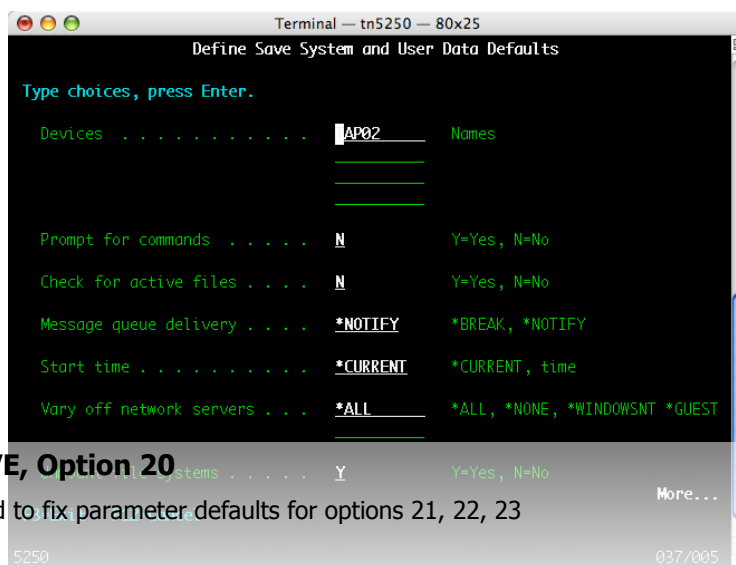 Terminal — tn5250 — 80x25
Define Save System and User Data Defaults
Type choices, press Enter.
Devices . . . . . . . . . . . AP02 Names
Prompt for commands . . . . . N Y=Yes, N=No
Check for active files . . . . N Y=Yes, N=No
Message queue delivery . . . . *NOTIFY *BREAK, *NOTIFY
Start time . . . . . . . . . . *CURRENT *CURRENT, time
Vary off network servers . . . *ALL *ALL, *NONE, *WINDOWSNT *GUEST
E, Option 20
systems . . . . . Y Y=Yes, N=No
More...
to fix parameter defaults for options 21, 22, 23
5250 037/005